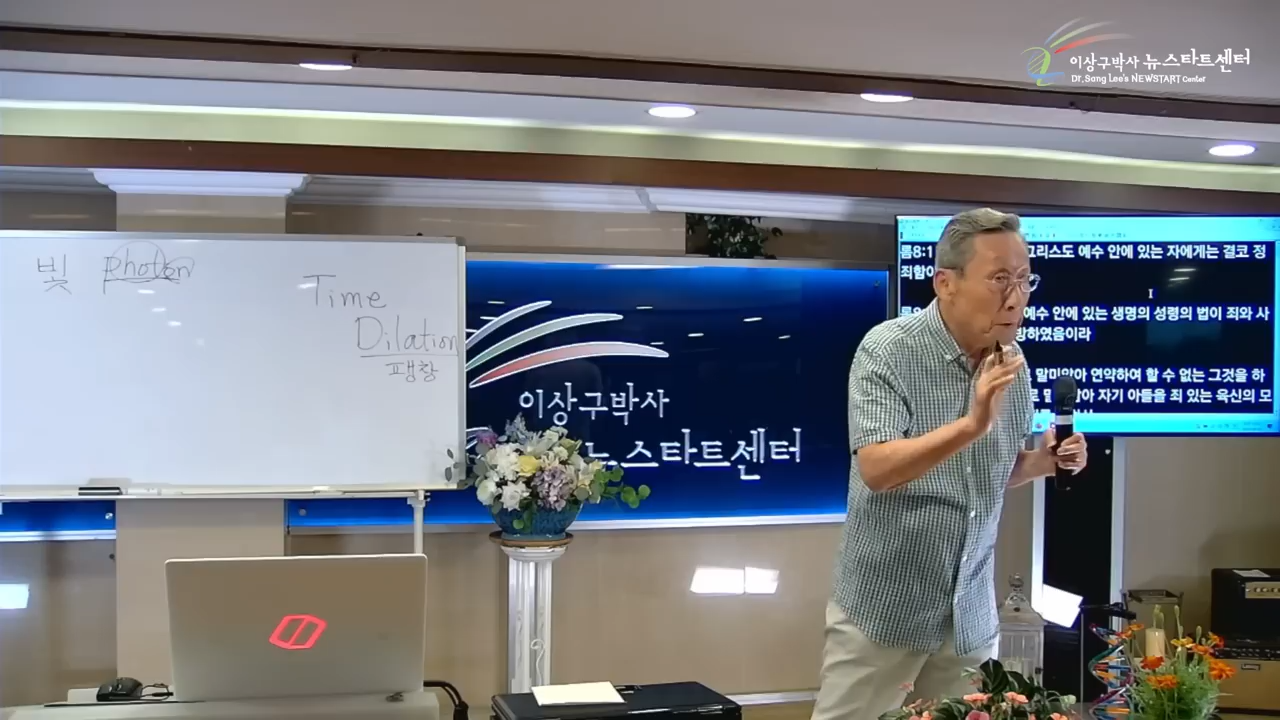 이상구박사 뉴스타트센터
Dr. Sang Lee's NEWSTART Center
빛 photon
Time
Dilation
팽창
이상구박사
뉴스타트센터
롬8:1 그리스도 예수 안에 있는 자에게는 결코 정
죄함이
예수 안에 있는 생명의 성령의 법이 죄와 사
방하였음이라
말미암아 연약하여 할 수 없는 그것을 하
자기 아들을 죄 있는 육신의 모